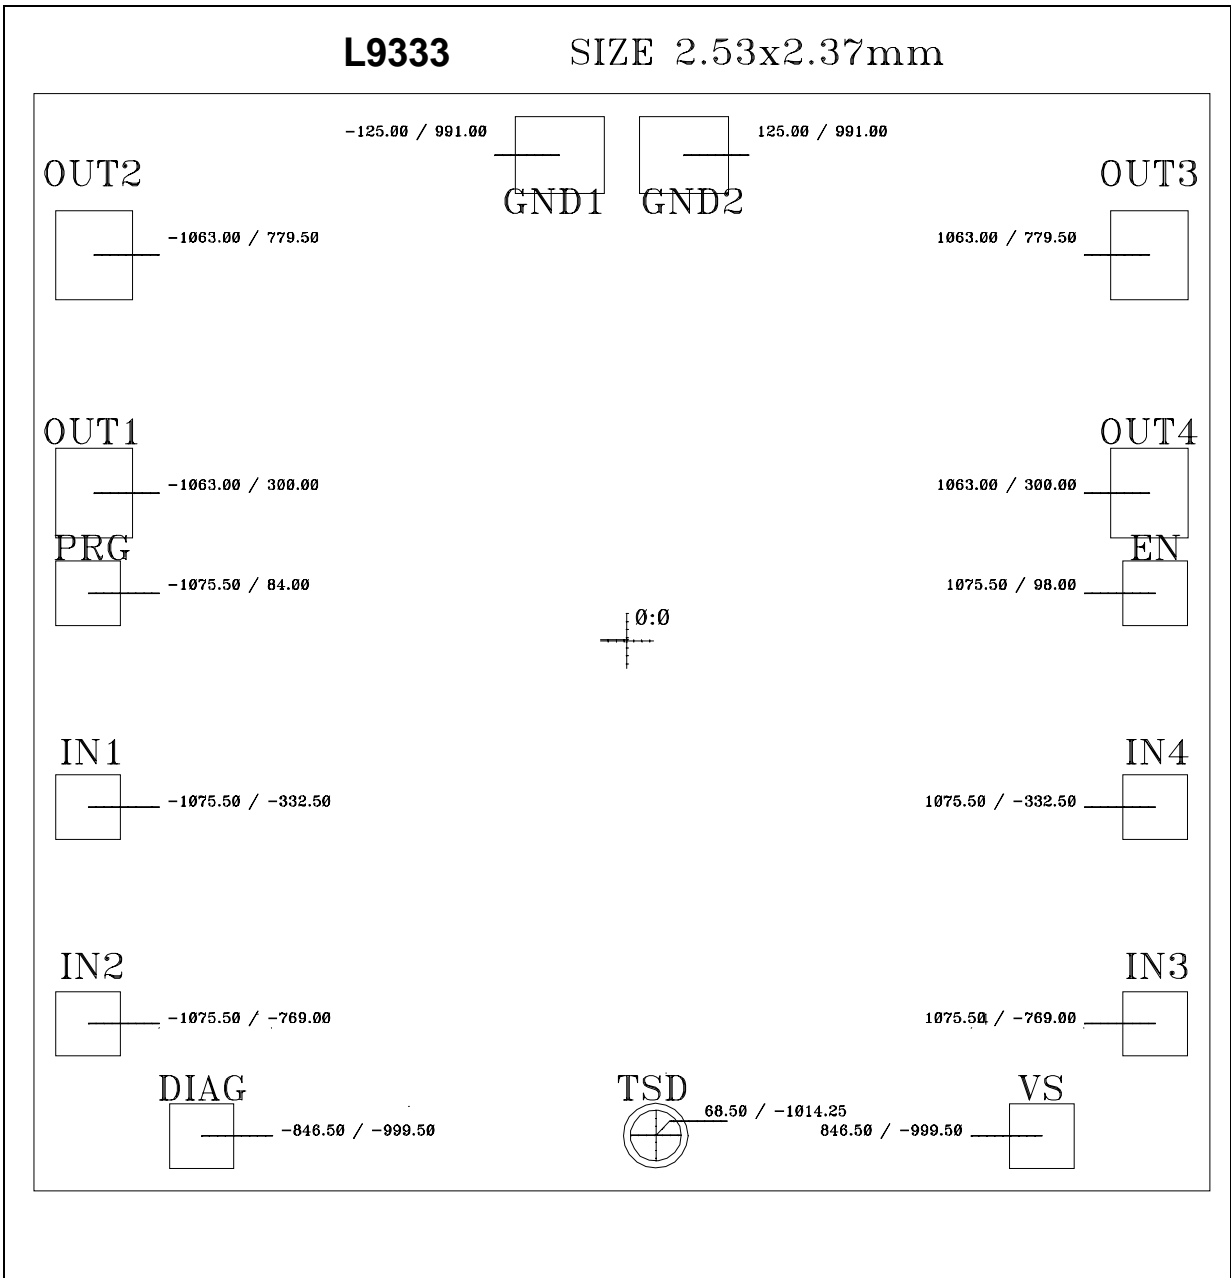 L9333 SIZE 2.53x2.37mm
-125.00 / 991.00 125.00 / 991.00
OUT2 OUT3
GND1 GND2
-1063.00 / 779.50 1063.00 / 779.50
OUT1 OUT4
-1063.00 / 300.00 1063.00 / 300.00
PRG EN
-1075.50 / 84.00 1075.50 / 98.00
0:0
IN1 IN4
-1075.50 / -332.50 1075.50 / -332.50
IN2 IN3
-1075.50 / -769.00 1075.50 / -769.00
DIAG TSD VS
68.50 / -1014.25
-846.50 / -999.50 846.50 / -999.50